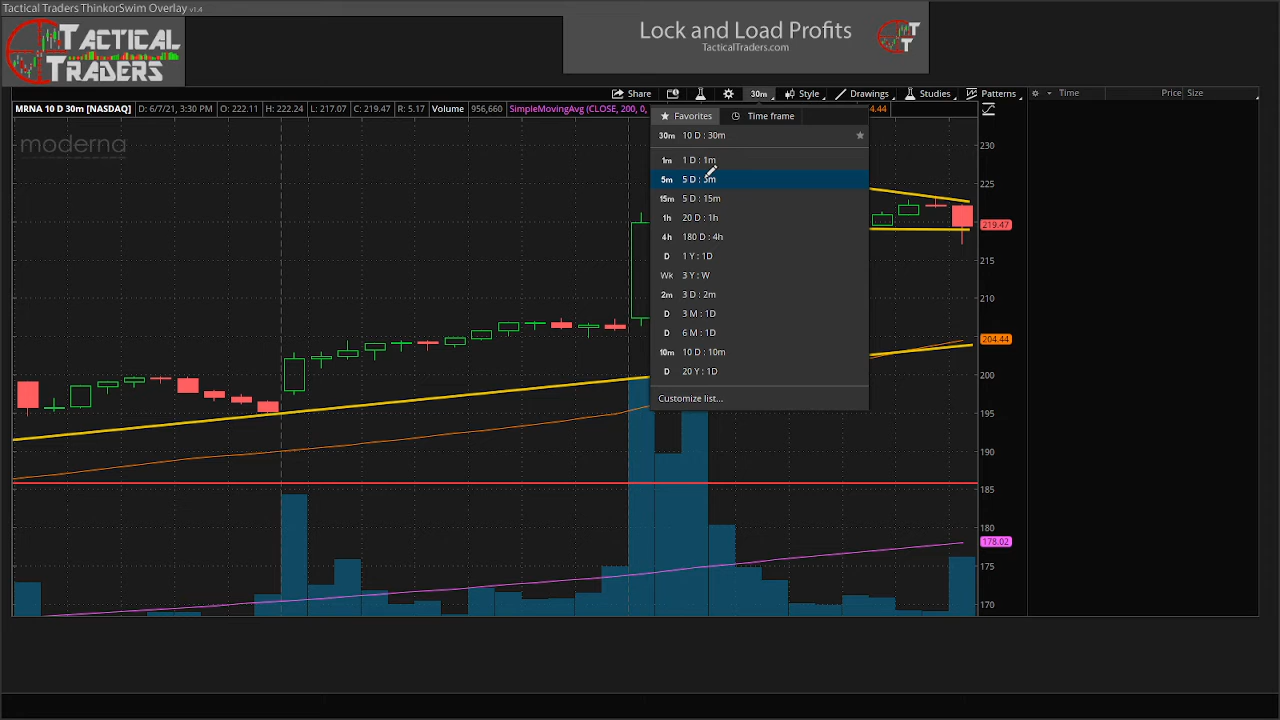 Tactical Traders ThinkorSwim Overlay v1.4
TACTICAL
TRADERS
Lock and Load Profits
TacticalTraders.com
T
T
Share
30m
Style
Drawings
Studies
Patterns
Time
Price
Size
MRNA 10 D 30m [NASDAQ]
D: 6/7/21, 3:30 PM
O: 222.11
H: 222.24
L: 217.07
C: 219.47
R: 5.17
Volume
956,660
SimpleMovingAvg (CLOSE, 200, 0,
4.44
moderna
Favorites
Time frame
30m 10 D : 30m
1m 1 D : 1m
5m 5 D : 5m
15m 5 D : 15m
1h 20 D : 1h
4h 180 D : 4h
D 1 Y : 1D
Wk 3 Y : W
2m 3 D : 2m
D 3 M : 1D
D 6 M : 1D
10m 10 D : 10m
D 20 Y : 1D
Customize list...
230
225
219.47
215
210
204.44
200
195
190
185
180
178.02
175
170